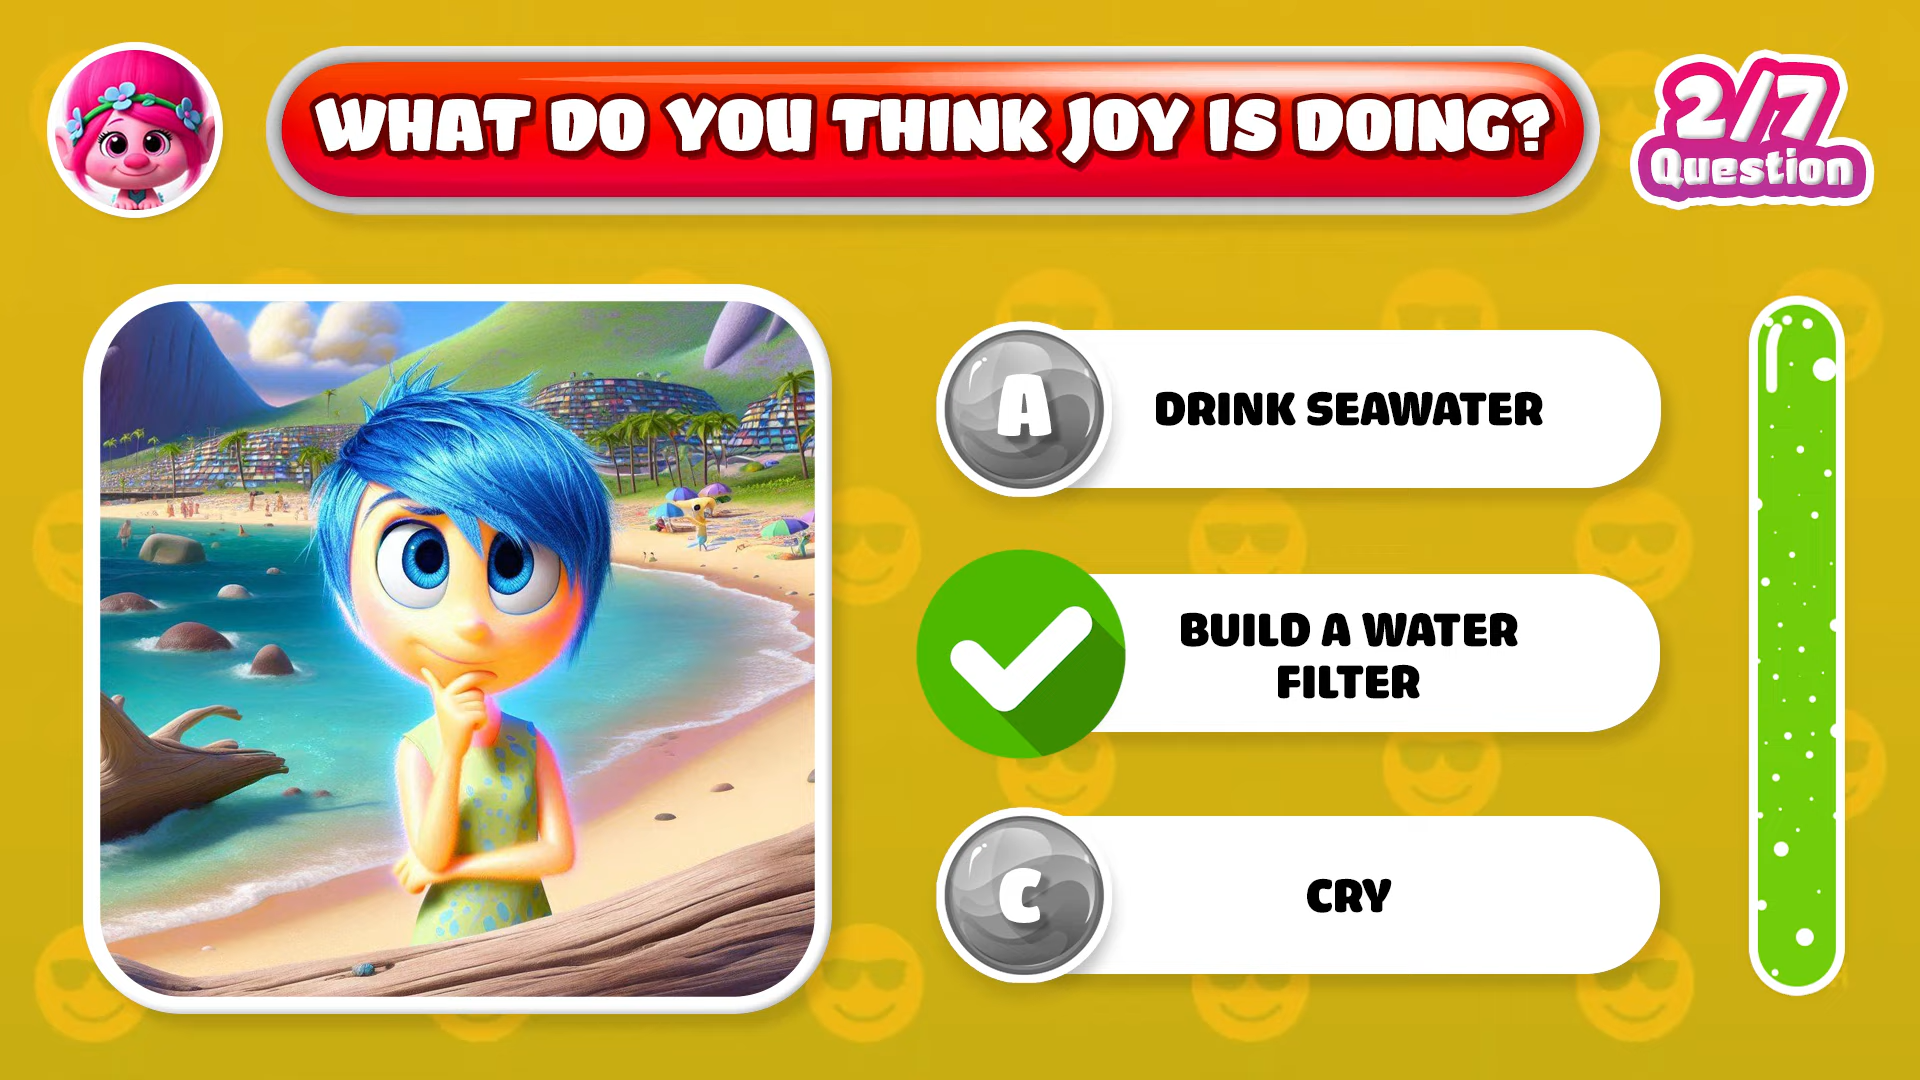 WHAT DO YOU THINK JOY IS DOING?
2/7
Question
A
DRINK SEAWATER
BUILD A WATER
FILTER
C
CRY